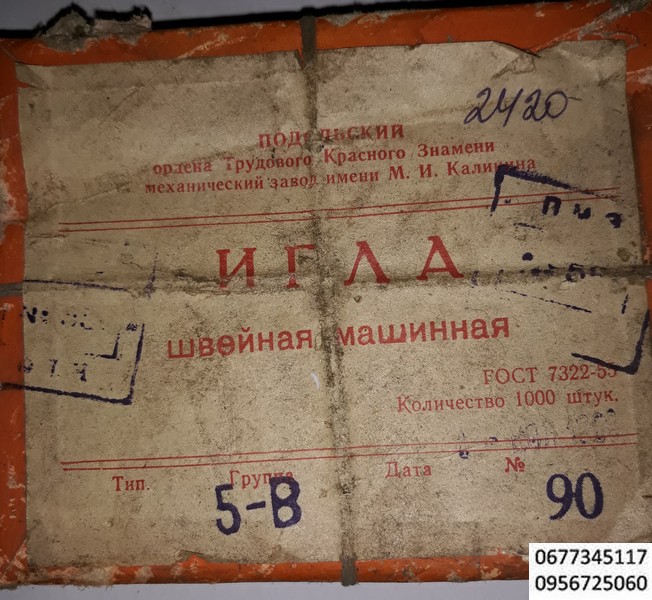 2420
ПОДОЛЬСКИЙ
ордена Трудового Красного Знамени
механический завод имени М. И. Калинина
ПМЗ
ИГЛА
швейная машинная
ГОСТ 7322-55
Количество 1000 штук.
Тип. Группа Дата №
5-В 90
0677345117
0956725060